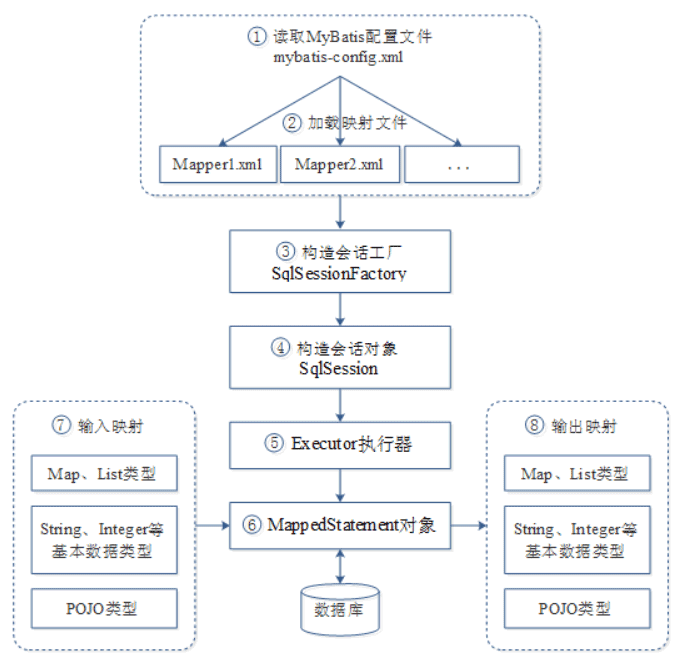 ① 读取MyBatis配置文件
mybatis-config.xml
② 加载映射文件
Mapper1.xml
Mapper2.xml
...
③ 构造会话工厂
SqlSessionFactory
④ 构造会话对象
SqlSession
⑤ Executor执行器
⑥ MappedStatement对象
数据库
⑦ 输入映射
Map、List类型
String、Integer等
基本数据类型
POJO类型
⑧ 输出映射
Map、List类型
String、Integer等
基本数据类型
POJO类型